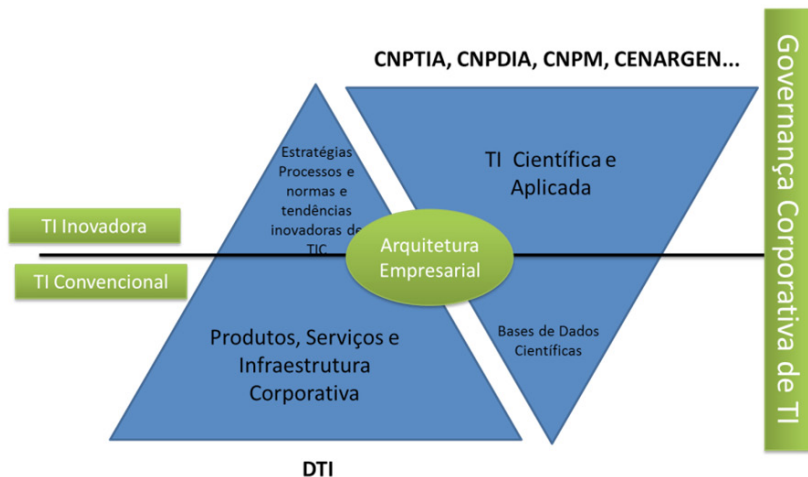 CNPTIA, CNPDIA, CNPM, CENARGEN...
Estratégias
Processos e
normas e
tendências
inovadoras de
TIC
TI Científica e
Aplicada
TI Inovadora
TI Convencional
Arquitetura
Empresarial
Produtos, Serviços e
Infraestrutura
Corporativa
Bases de Dados
Científicas
DTI
Governança Corporativa de TI